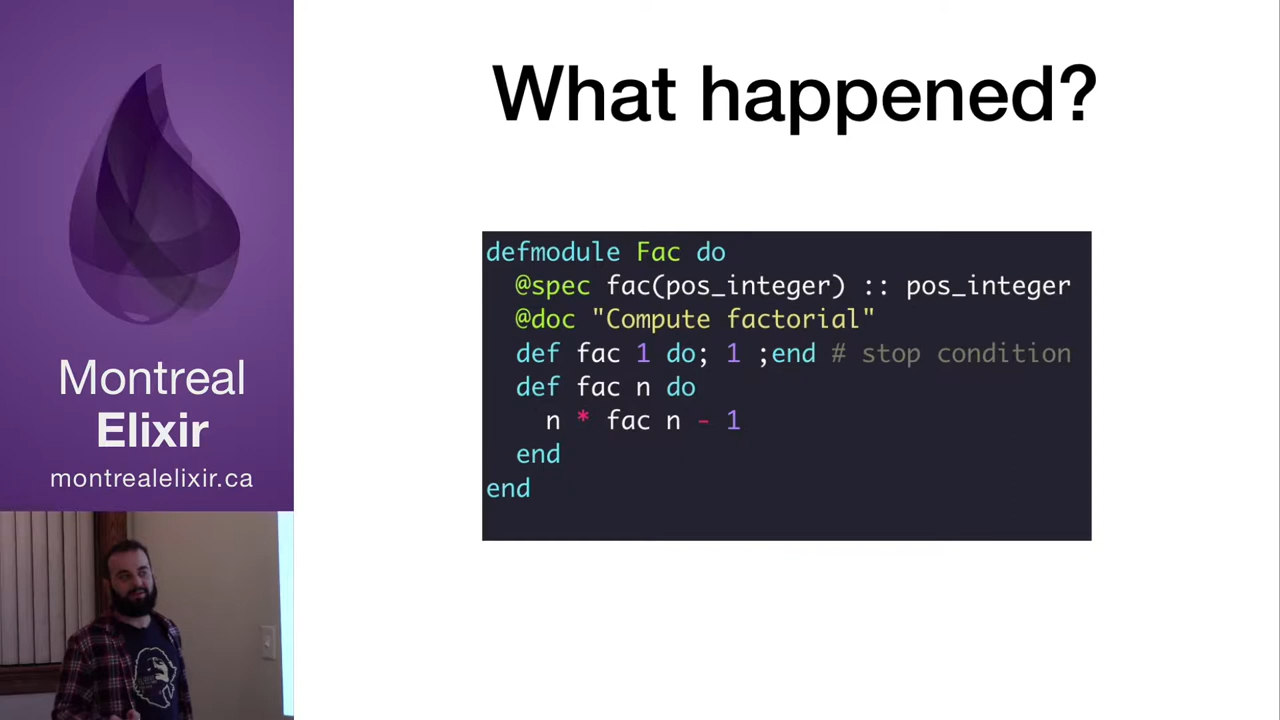 Montreal
Elixir
montrealelixir.ca
What happened?
defmodule Fac do
  @spec fac(pos_integer) :: pos_integer
  @doc "Compute factorial"
  def fac 1 do; 1 ;end # stop condition
  def fac n do
    n * fac n - 1
  end
end